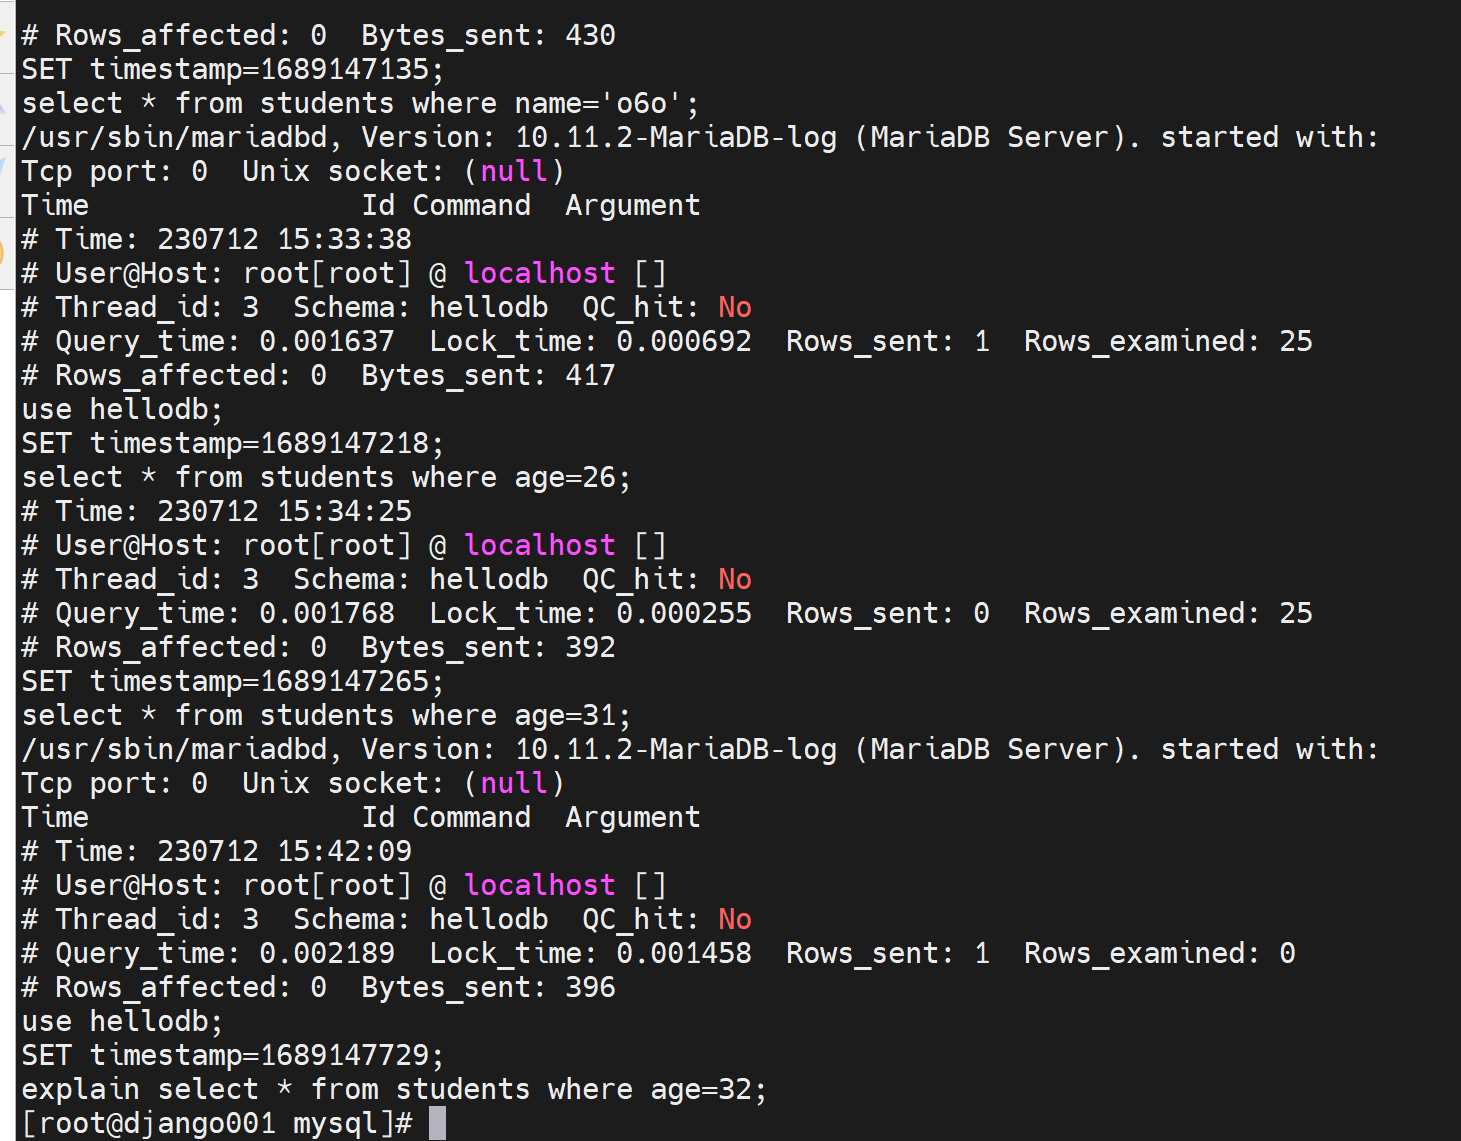 # Rows_affected: 0  Bytes_sent: 430
SET timestamp=1689147135;
select * from students where name='o6o';
/usr/sbin/mariadbd, Version: 10.11.2-MariaDB-log (MariaDB Server). started with:
Tcp port: 0  Unix socket: (null)
Time                Id Command  Argument
# Time: 230712 15:33:38
# User@Host: root[root] @ localhost []
# Thread_id: 3  Schema: hellodb  QC_hit: No
# Query_time: 0.001637  Lock_time: 0.000692  Rows_sent: 1  Rows_examined: 25
# Rows_affected: 0  Bytes_sent: 417
use hellodb;
SET timestamp=1689147218;
select * from students where age=26;
# Time: 230712 15:34:25
# User@Host: root[root] @ localhost []
# Thread_id: 3  Schema: hellodb  QC_hit: No
# Query_time: 0.001768  Lock_time: 0.000255  Rows_sent: 0  Rows_examined: 25
# Rows_affected: 0  Bytes_sent: 392
SET timestamp=1689147265;
select * from students where age=31;
/usr/sbin/mariadbd, Version: 10.11.2-MariaDB-log (MariaDB Server). started with:
Tcp port: 0  Unix socket: (null)
Time                Id Command  Argument
# Time: 230712 15:42:09
# User@Host: root[root] @ localhost []
# Thread_id: 3  Schema: hellodb  QC_hit: No
# Query_time: 0.002189  Lock_time: 0.001458  Rows_sent: 1  Rows_examined: 0
# Rows_affected: 0  Bytes_sent: 396
use hellodb;
SET timestamp=1689147729;
explain select * from students where age=32;
[root@django001 mysql]#